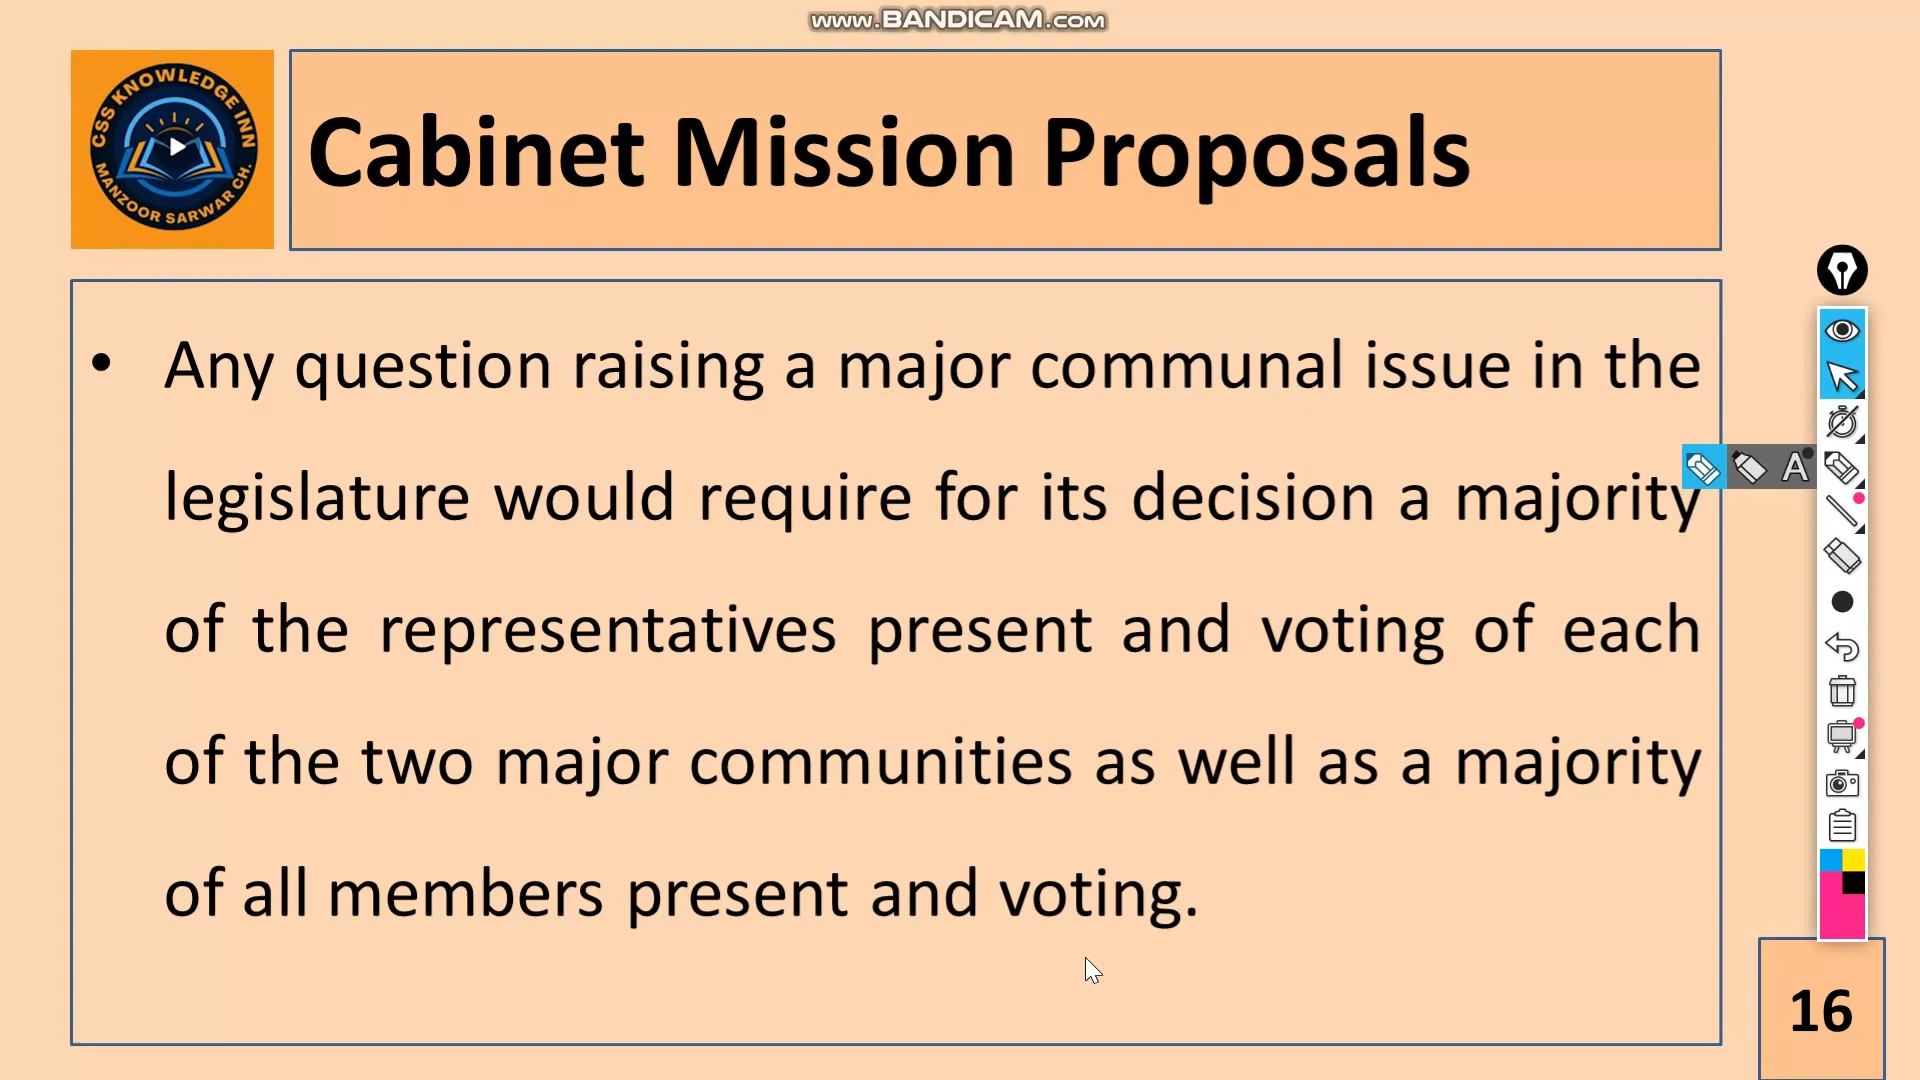 www.BANDICAM.com
CSS KNOWLEDGE INN
MANZOOR SARWAR CH.
Cabinet Mission Proposals
• Any question raising a major communal issue in the
legislature would require for its decision a majority
of the representatives present and voting of each
of the two major communities as well as a majority
of all members present and voting.
A
16